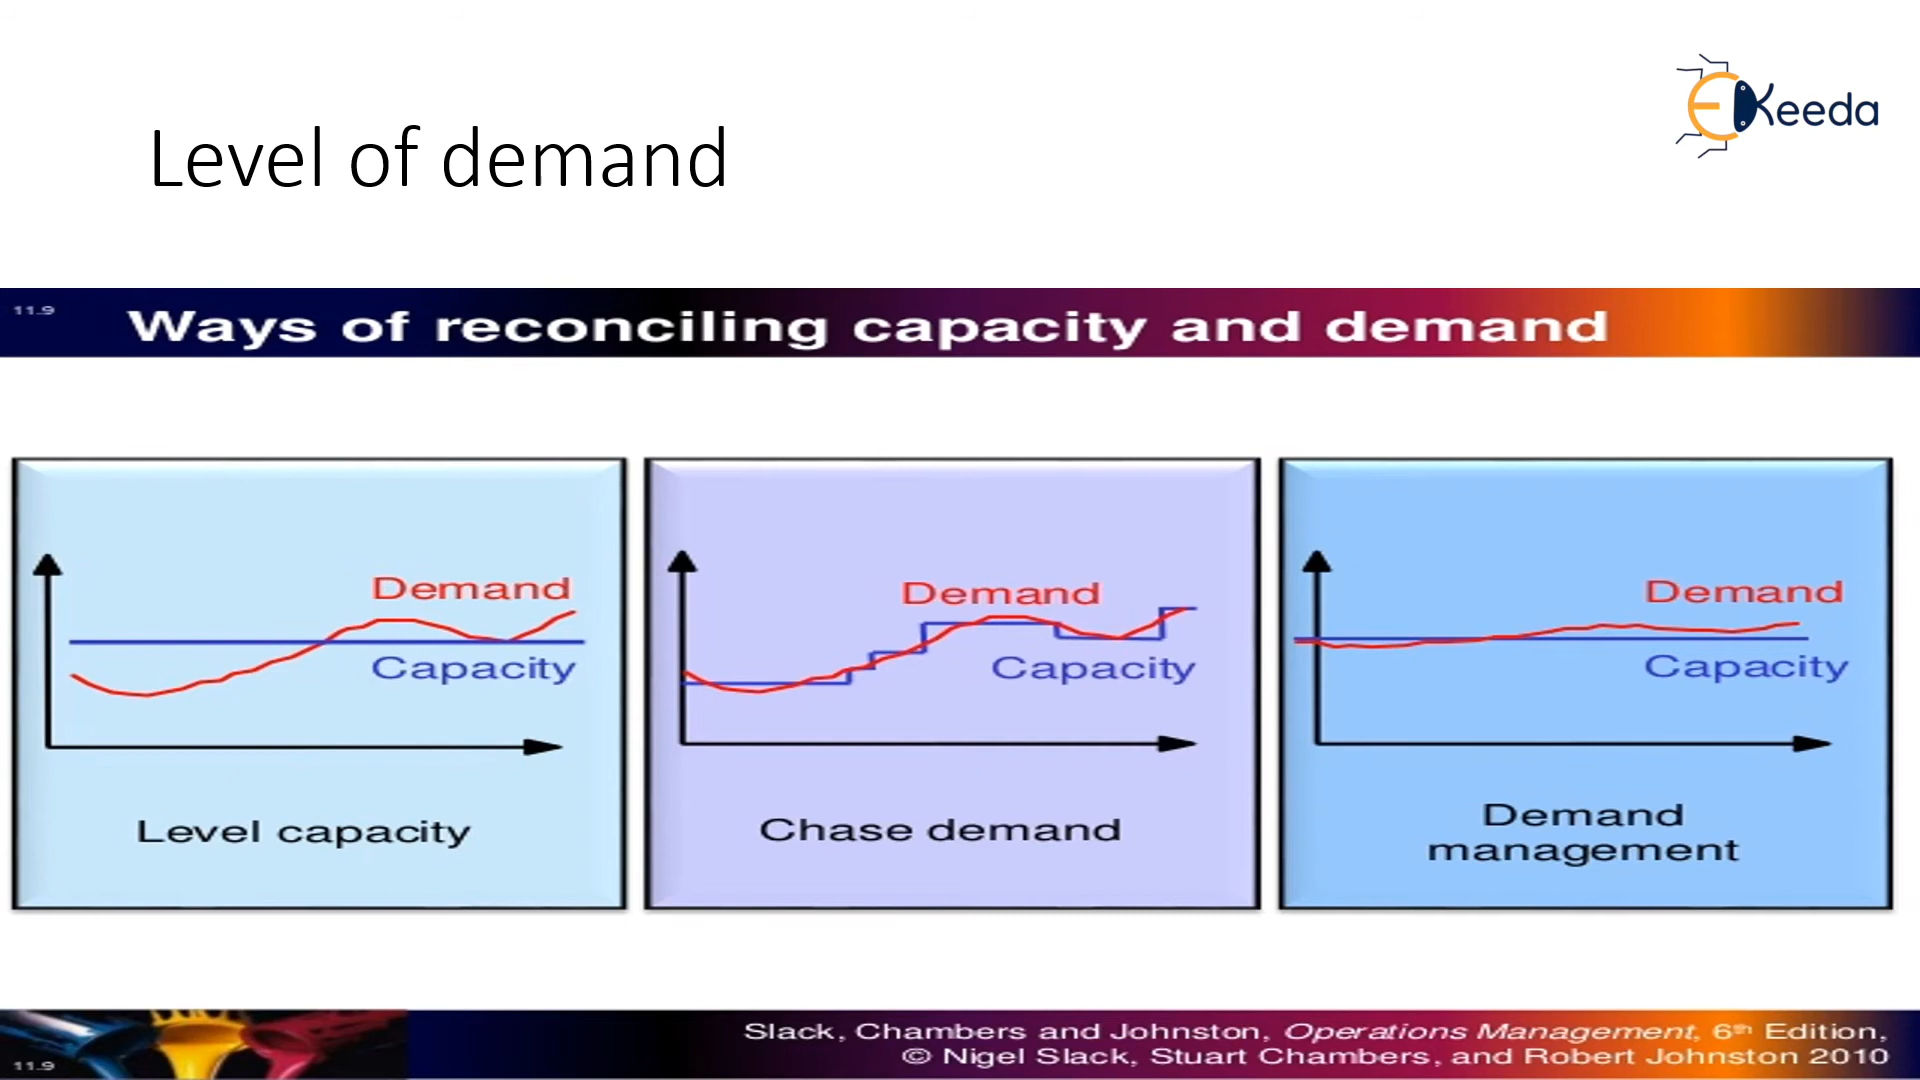 EKeeda
Level of demand
11.9
Ways of reconciling capacity and demand
Demand
Capacity
Level capacity
Demand
Capacity
Chase demand
Demand
Capacity
Demand
management
Slack, Chambers and Johnston, Operations Management, 6th Edition,
© Nigel Slack, Stuart Chambers, and Robert Johnston 2010
11.9